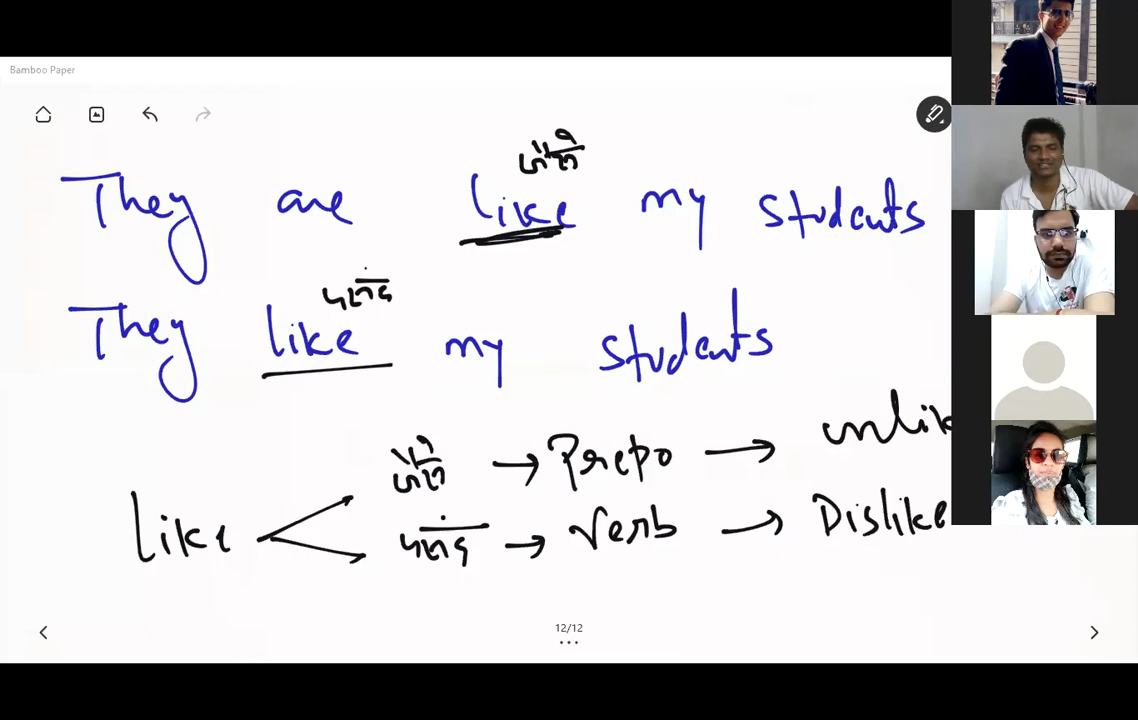 Bamboo Paper
They are like my students
पसंद
They like my students
→ Prepo → unlik
like
पसंद → Verb → Dislike
12/12